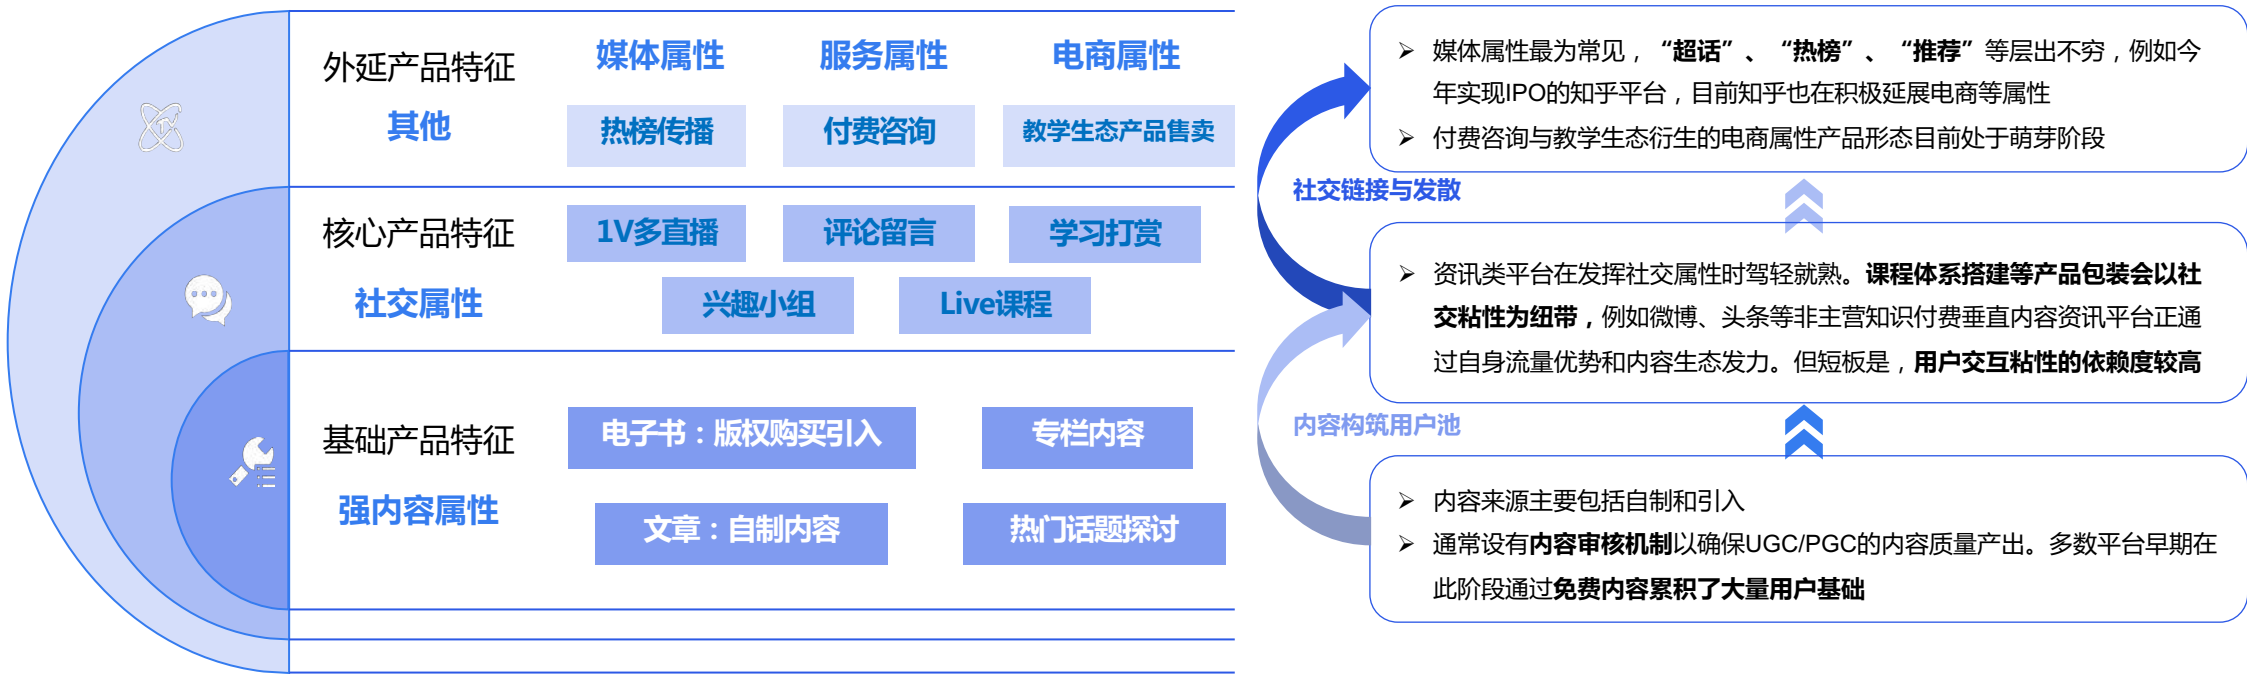 外延产品特征
其他
媒体属性
服务属性
电商属性
热榜传播
付费咨询
教学生态产品售卖
核心产品特征
社交属性
1V多直播
评论留言
学习打赏
兴趣小组
Live课程
基础产品特征
强内容属性
电子书：版权购买引入
专栏内容
文章：自制内容
热门话题探讨
社交链接与发散
内容构筑用户池
➢ 媒体属性最为常见，“超话”、“热榜”、“推荐”等层出不穷，例如今
年实现IPO的知乎平台，目前知乎也在积极延展电商等属性
➢ 付费咨询与教学生态衍生的电商属性产品形态目前处于萌芽阶段
➢ 资讯类平台在发挥社交属性时驾轻就熟。课程体系搭建等产品包装会以社
交粘性为纽带，例如微博、头条等非主营知识付费垂直内容资讯平台正通
过自身流量优势和内容生态发力。但短板是，用户交互粘性的依赖度较高
➢ 内容来源主要包括自制和引入
➢ 通常设有内容审核机制以确保UGC/PGC的内容质量产出。多数平台早期在
此阶段通过免费内容累积了大量用户基础